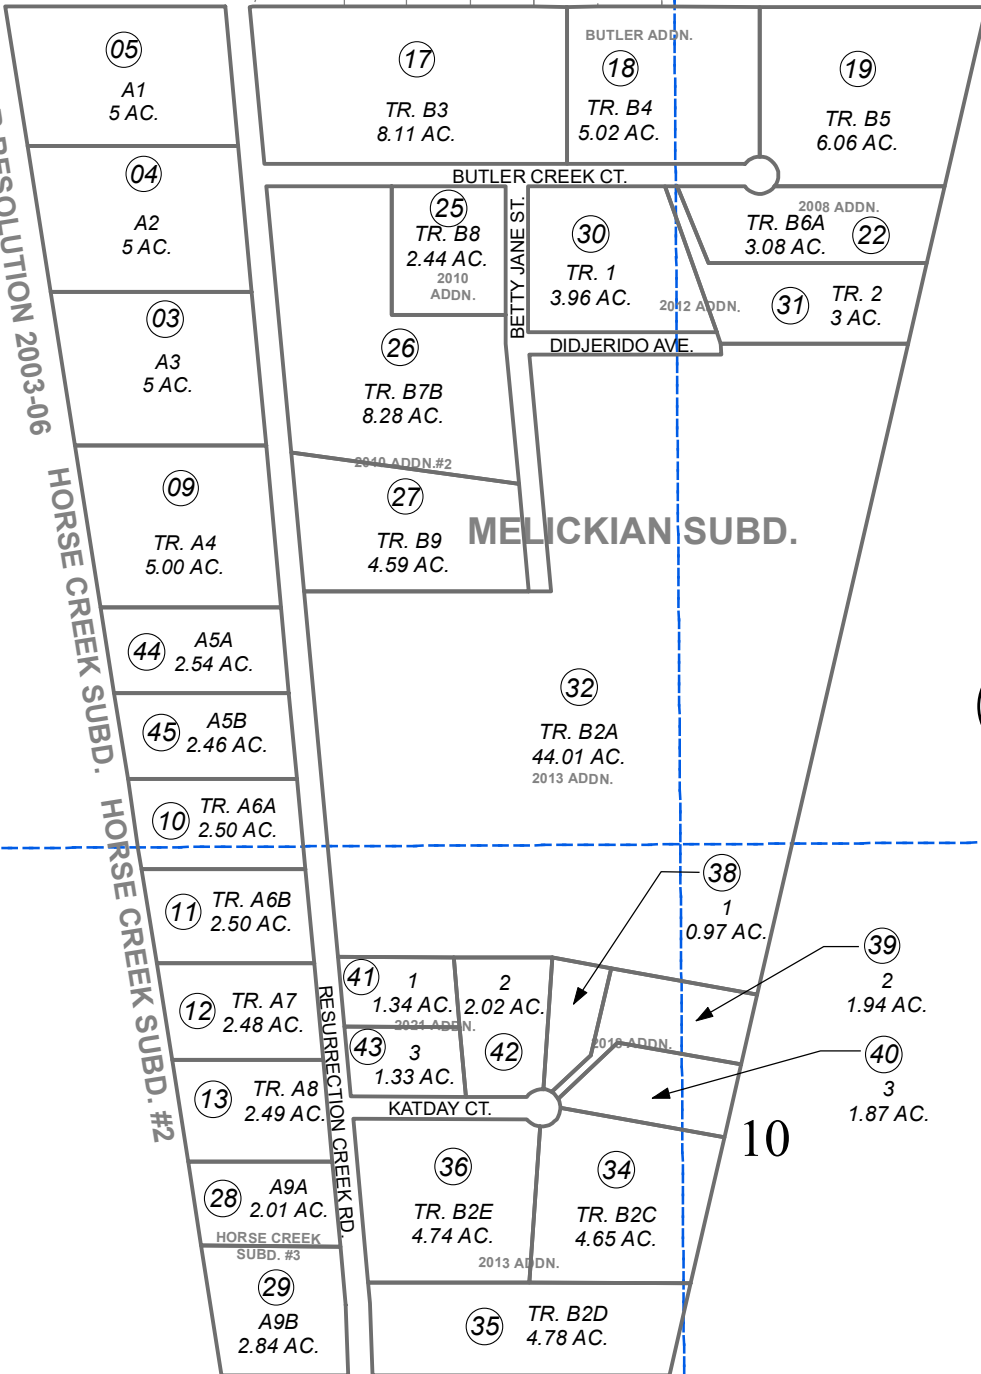 05
A1
5 AC.
17
TR. B3
8.11 AC.
BUTLER ADDN.
18
TR. B4
5.02 AC.
19
TR. B5
6.06 AC.
04
A2
5 AC.
BUTLER CREEK CT.
25
TR. B8
2.44 AC.
2010
ADDN.
BETTY JANE ST.
30
TR. 1
3.96 AC.
2008 ADDN.
TR. B6A
3.08 AC.
22
2012 ADDN.
31
TR. 2
3 AC.
DIDJERIDO AVE.
03
A3
5 AC.
RESOLUTION 2003-06
26
TR. B7B
8.28 AC.
2010 ADDN.#2
27
TR. B9
4.59 AC.
MELICKIAN SUBD.
09
TR. A4
5.00 AC.
HORSE CREEK SUBD.
44
A5A
2.54 AC.
45
A5B
2.46 AC.
32
TR. B2A
44.01 AC.
2013 ADDN.
10
TR. A6A
2.50 AC.
HORSE CREEK SUBD. #2
11
TR. A6B
2.50 AC.
38
1
0.97 AC.
39
2
1.94 AC.
12
TR. A7
2.48 AC.
RESURRECTION CREEK RD.
41
1
1.34 AC.
2
2.02 AC.
42
2021 ADDN.
43
3
1.33 AC.
2019 ADDN.
40
3
1.87 AC.
13
TR. A8
2.49 AC.
KATDAY CT.
10
36
TR. B2E
4.74 AC.
34
TR. B2C
4.65 AC.
2013 ADDN.
28
A9A
2.01 AC.
HORSE CREEK
SUBD. #3
29
A9B
2.84 AC.
35
TR. B2D
4.78 AC.